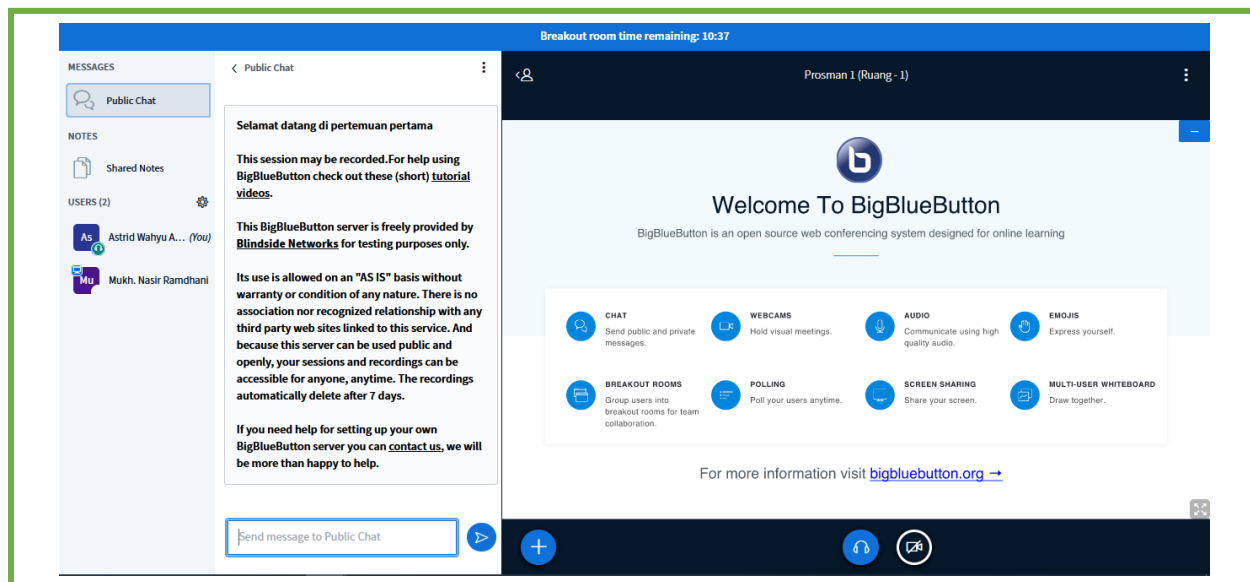 Breakout room time remaining: 10:37
MESSAGES
Public Chat
NOTES
Shared Notes
USERS (2)
As
Astrid Wahyu A... (You)
Mu
Mukh. Nasir Ramdhani
Public Chat
Selamat datang di pertemuan pertama
This session may be recorded.For help using
BigBlueButton check out these (short) tutorial
videos.
This BigBlueButton server is freely provided by
Blindside Networks for testing purposes only.
Its use is allowed on an "AS IS" basis without
warranty or condition of any nature. There is no
association nor recognized relationship with any
third party web sites linked to this service. And
because this server can be used public and
openly, your sessions and recordings can be
accessible for anyone, anytime. The recordings
automatically delete after 7 days.
If you need help for setting up your own
BigBlueButton server you can contact us, we will
be more than happy to help.
Send message to Public Chat
Prosman 1 (Ruang - 1)
b
Welcome To BigBlueButton
BigBlueButton is an open source web conferencing system designed for online learning
CHAT
Send public and private
messages.
WEBCAMS
Hold visual meetings.
AUDIO
Communicate using high
quality audio.
EMOJIS
Express yourself.
BREAKOUT ROOMS
Group users into
breakout rooms for team
collaboration.
POLLING
Poll your users anytime.
SCREEN SHARING
Share your screen.
MULTI-USER WHITEBOARD
Draw together.
For more information visit bigbluebutton.org →